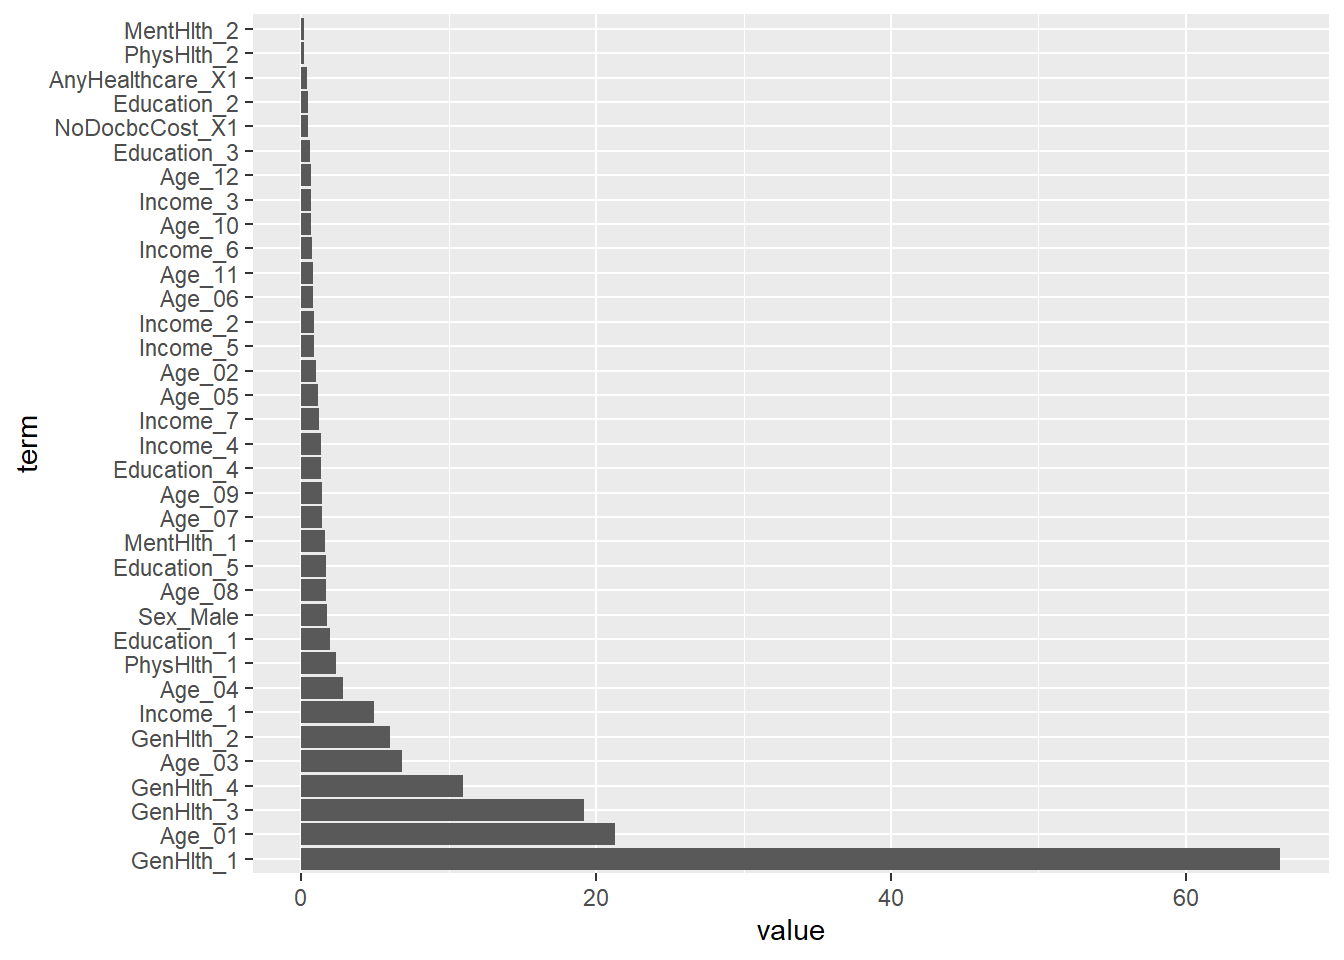 MentHlth_2
PhysHlth_2
AnyHealthcare_X1
Education_2
NoDocbcCost_X1
Education_3
Age_12
Income_3
Age_10
Income_6
Age_11
Age_06
Income_2
Income_5
Age_02
Age_05
Income_7
Income_4
Education_4
Age_09
Age_07
MentHlth_1
Education_5
Age_08
Sex_Male
Education_1
PhysHlth_1
Age_04
Income_1
GenHlth_2
Age_03
GenHlth_4
GenHlth_3
Age_01
GenHlth_1
term
0 20 40 60
value